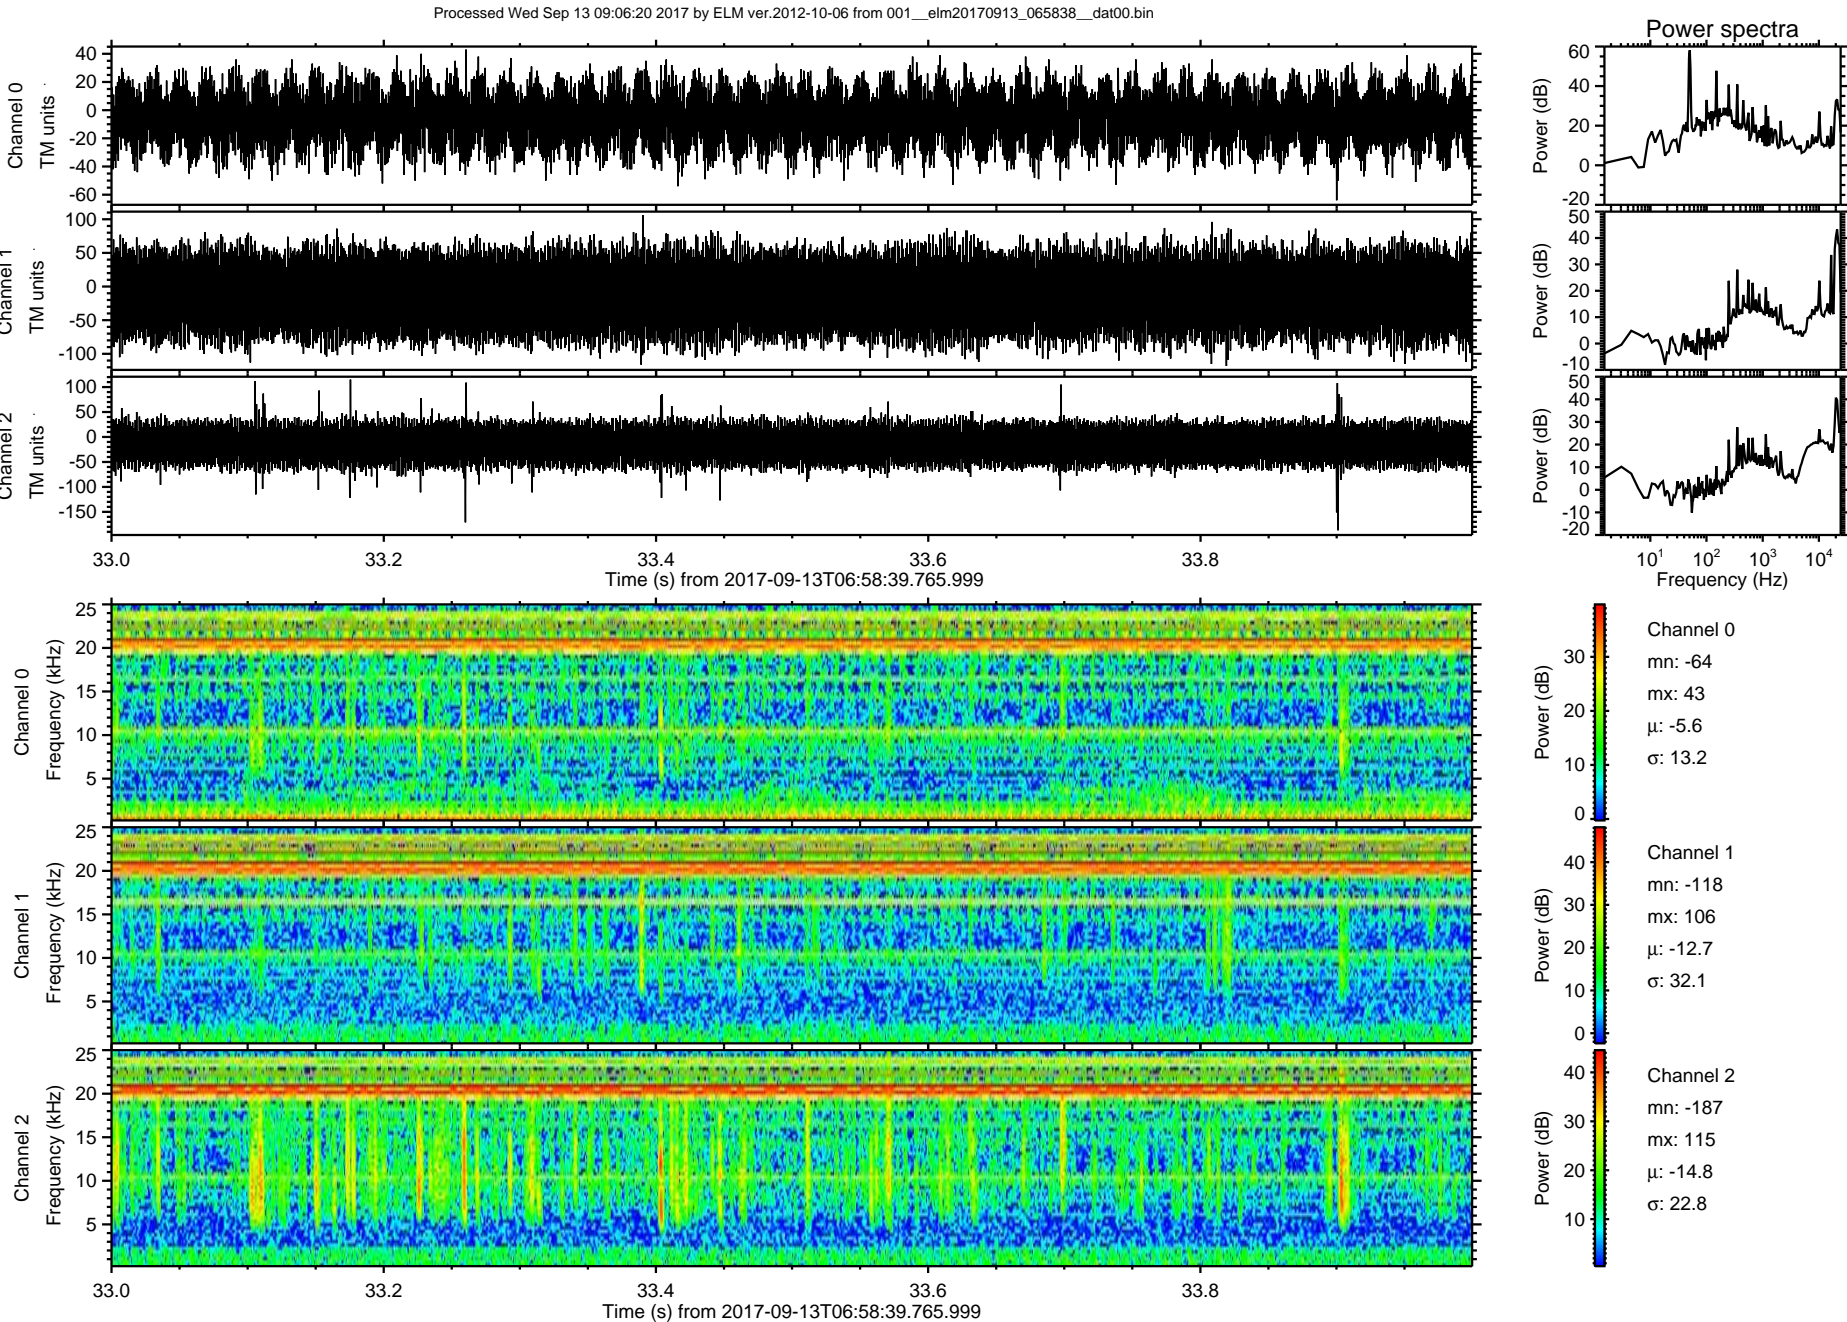 Processed Wed Sep 13 09:06:20 2017 by ELM ver.2012-10-06 from 001__elm20170913_065838__dat00.bin
Power spectra
Channel 0
TM units
40
20
0
-20
-40
-60
Power (dB)
60
40
20
0
-20
Channel 1
TM units
100
50
0
-50
-100
Power (dB)
50
40
30
20
10
0
-10
Channel 2
TM units
100
50
0
-50
-100
-150
Power (dB)
50
40
30
20
10
0
-10
-20
33.0 33.2 33.4 33.6 33.8
Time (s) from 2017-09-13T06:58:39.765.999
10¹ 10² 10³ 10⁴
Frequency (Hz)
Channel 0
Frequency (kHz)
25
20
15
10
5
Power (dB)
30
20
10
0
Channel 0
mn: -64
mx: 43
μ: -5.6
σ: 13.2
Channel 1
Frequency (kHz)
25
20
15
10
5
Power (dB)
40
30
20
10
0
Channel 1
mn: -118
mx: 106
μ: -12.7
σ: 32.1
Channel 2
Frequency (kHz)
25
20
15
10
5
Power (dB)
40
30
20
10
Channel 2
mn: -187
mx: 115
μ: -14.8
σ: 22.8
33.0 33.2 33.4 33.6 33.8
Time (s) from 2017-09-13T06:58:39.765.999